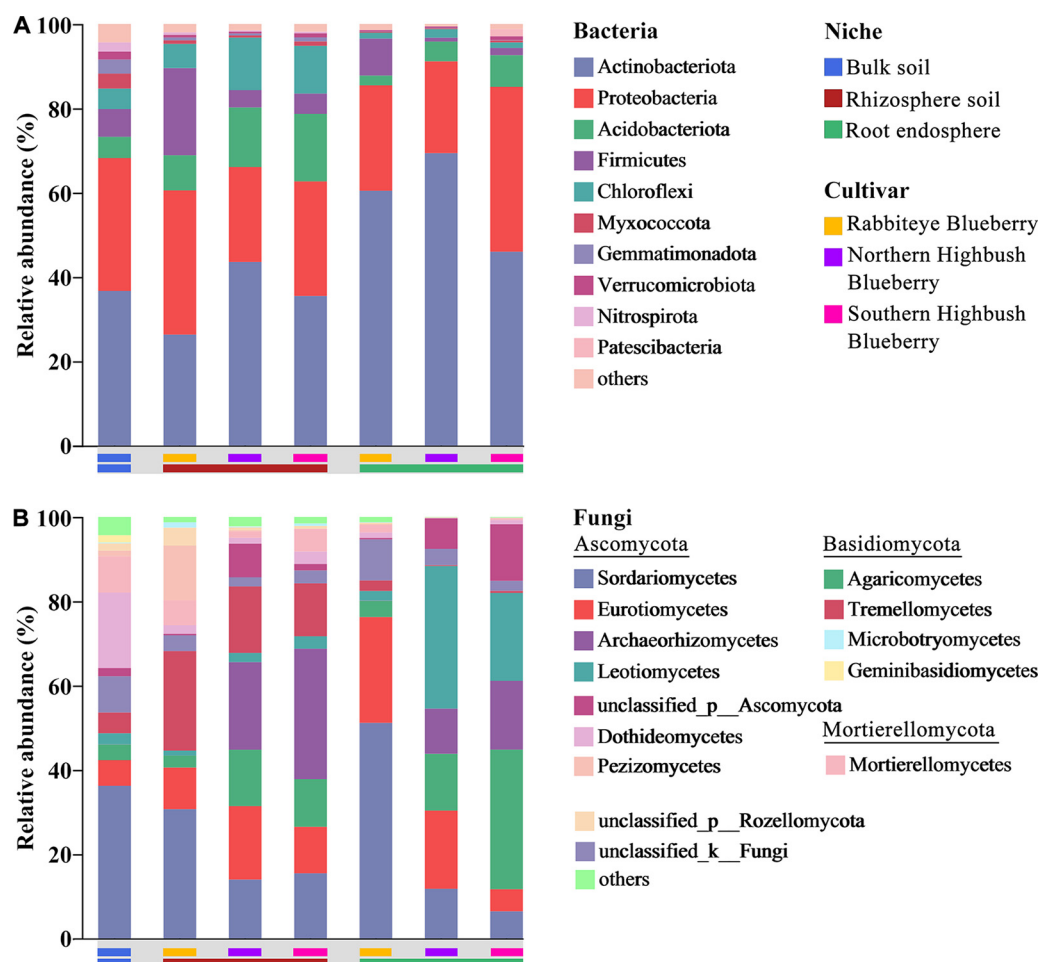 A
Relative abundance (%)
100
80
60
40
20
0
Bacteria
Actinobacteriota
Proteobacteria
Acidobacteriota
Firmicutes
Chloroflexi
Myxococcota
Gemmatimonadota
Verrucomicrobiota
Nitrospirota
Patescibacteria
others
Niche
Bulk soil
Rhizosphere soil
Root endosphere
Cultivar
Rabbiteye Blueberry
Northern Highbush
Blueberry
Southern Highbush
Blueberry
B
Relative abundance (%)
100
80
60
40
20
0
Fungi
Ascomycota
Sordariomycetes
Eurotiomycetes
Archaeorhizomycetes
Leotiomycetes
unclassified_p__Ascomycota
Dothideomycetes
Pezizomycetes
unclassified_p__Rozellomycota
unclassified_k__Fungi
others
Basidiomycota
Agaricomycetes
Tremellomycetes
Microbotryomycetes
Geminibasidiomycetes
Mortierellomycota
Mortierellomycetes